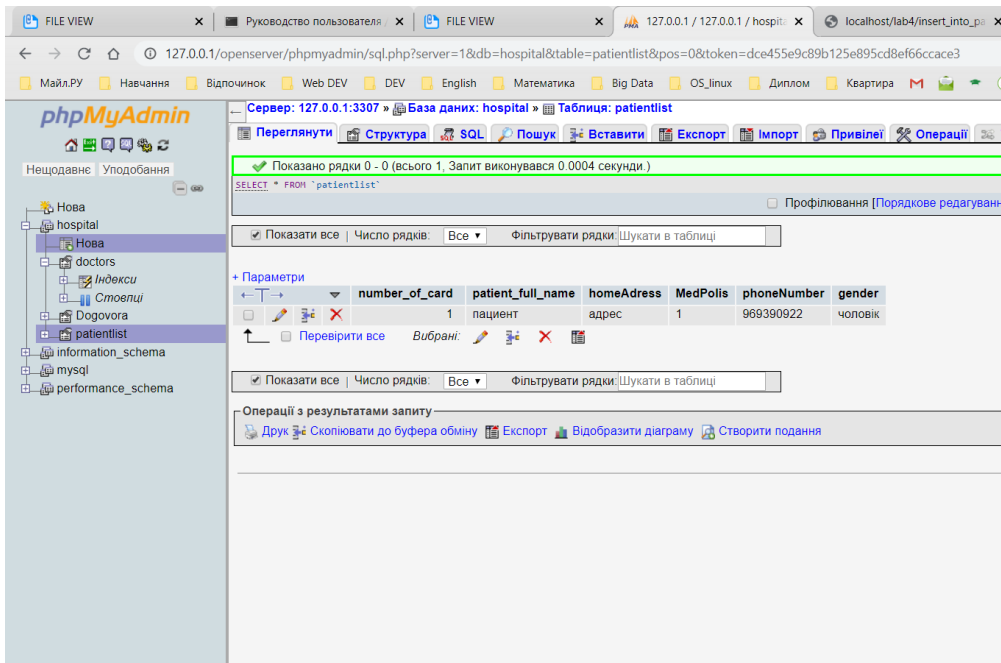 FILE VIEW
Руководство пользователя
FILE VIEW
127.0.0.1 / 127.0.0.1 / hospita
localhost/lab4/insert_into_pa
127.0.0.1/openserver/phpmyadmin/sql.php?server=1&db=hospital&table=patientlist&pos=0&token=dce455e9c89b125e895cd8ef66ccace3
Майл.РУ Навчання Відпочинок Web DEV DEV English Математика Big Data OS_linux Диплом Квартира
phpMyAdmin
Нещодавнє Уподобання
Нова
hospital
Нова
doctors
Індекси
Стовпці
Dogovora
patientlist
information_schema
mysql
performance_schema
Сервер: 127.0.0.1:3307 » База даних: hospital » Таблиця: patientlist
Переглянути Структура SQL Пошук Вставити Експорт Імпорт Привілеї Операції
Показано рядки 0 - 0 (всього 1, Запит виконувався 0.0004 секунди.)
SELECT * FROM `patientlist`
Профілювання [Порядкове редагуванн
Показати все | Число рядків: Все Фільтрувати рядки: Шукати в таблиці
+ Параметри
←T→ number_of_card patient_full_name homeAdress MedPolis phoneNumber gender
1 пациент адрес 1 969390922 чоловік
Перевірити все Вибрані:
Показати все | Число рядків: Все Фільтрувати рядки: Шукати в таблиці
Операції з результатами запиту
Друк Скопіювати до буфера обміну Експорт Відобразити діаграму Створити подання